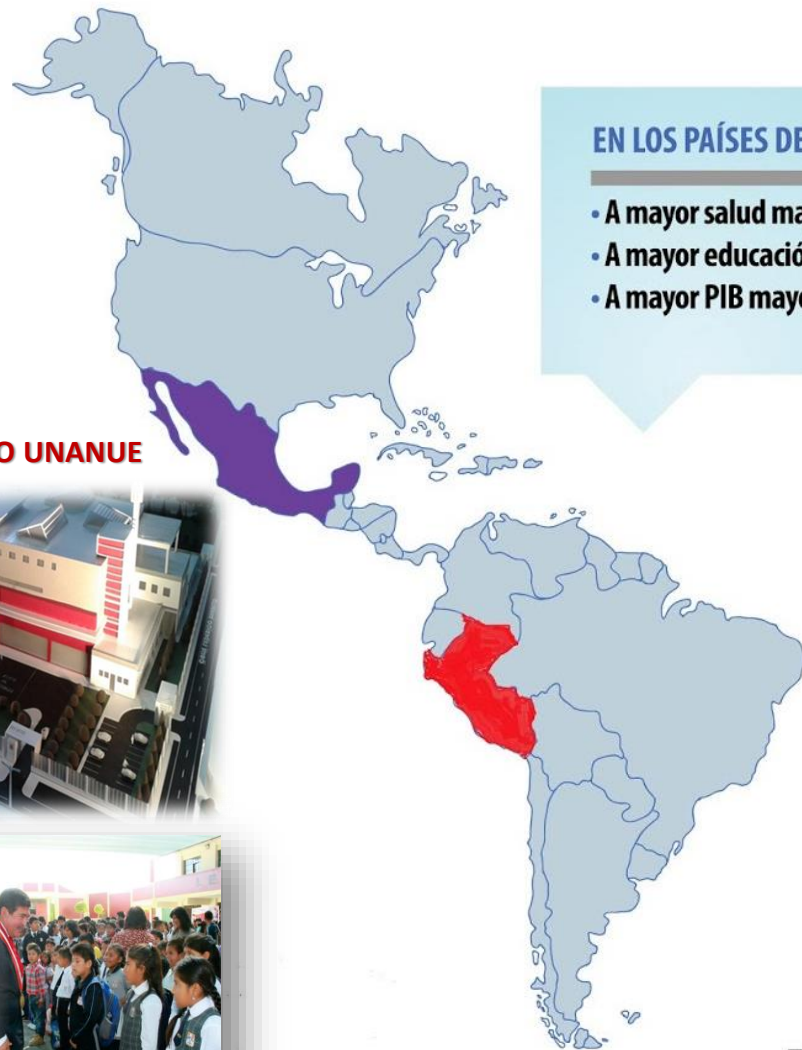 EN LOS PAÍSES DE
• A mayor salud ma
• A mayor educació
• A mayor PIB mayo
O UNANUE